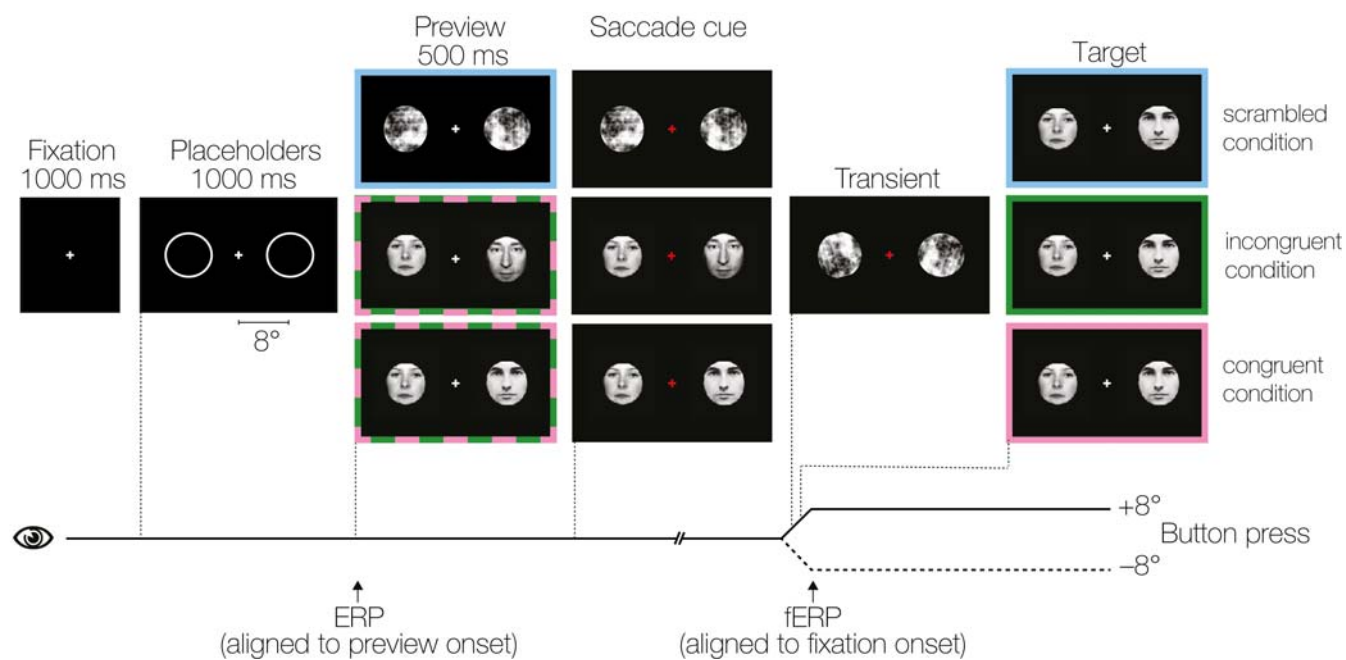 Preview
500 ms
Saccade cue
Target
scrambled
condition
Fixation
1000 ms
Placeholders
1000 ms
Transient
8°
incongruent
condition
congruent
condition
+8°
Button press
–8°
ERP
(aligned to preview onset)
fERP
(aligned to fixation onset)